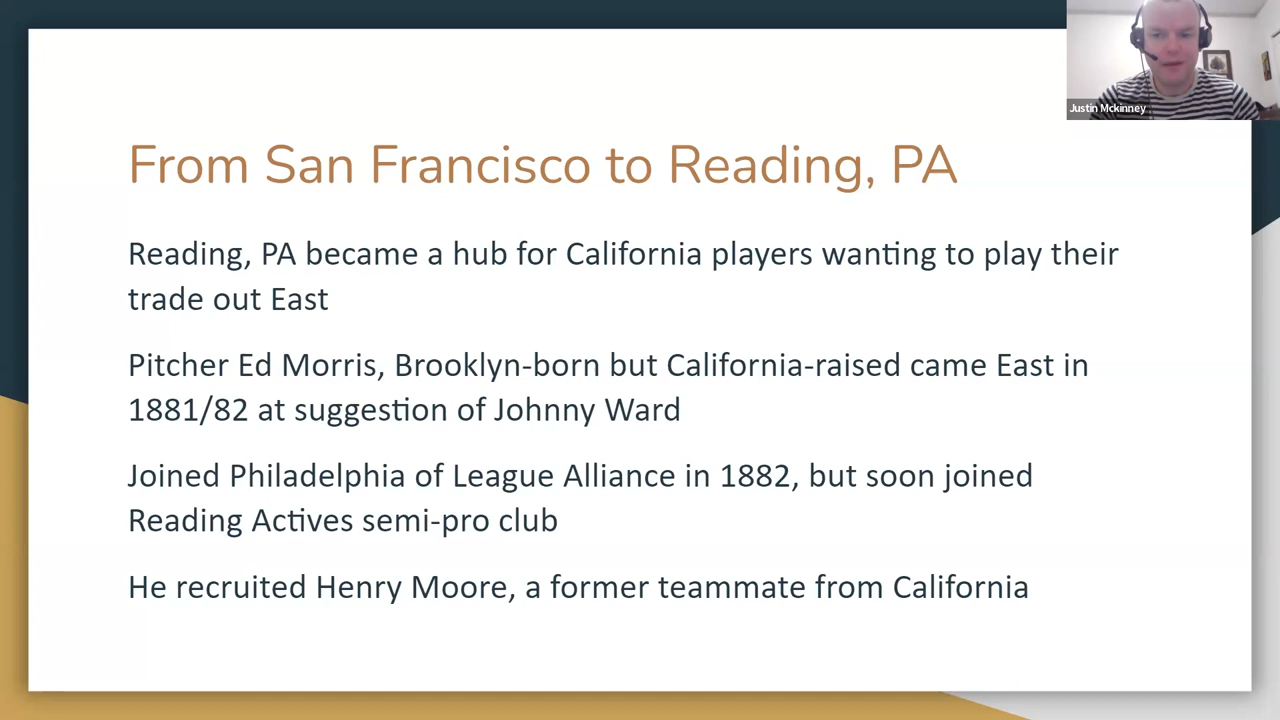 Justin Mckinney
From San Francisco to Reading, PA
Reading, PA became a hub for California players wanting to play their
trade out East
Pitcher Ed Morris, Brooklyn-born but California-raised came East in
1881/82 at suggestion of Johnny Ward
Joined Philadelphia of League Alliance in 1882, but soon joined
Reading Actives semi-pro club
He recruited Henry Moore, a former teammate from California